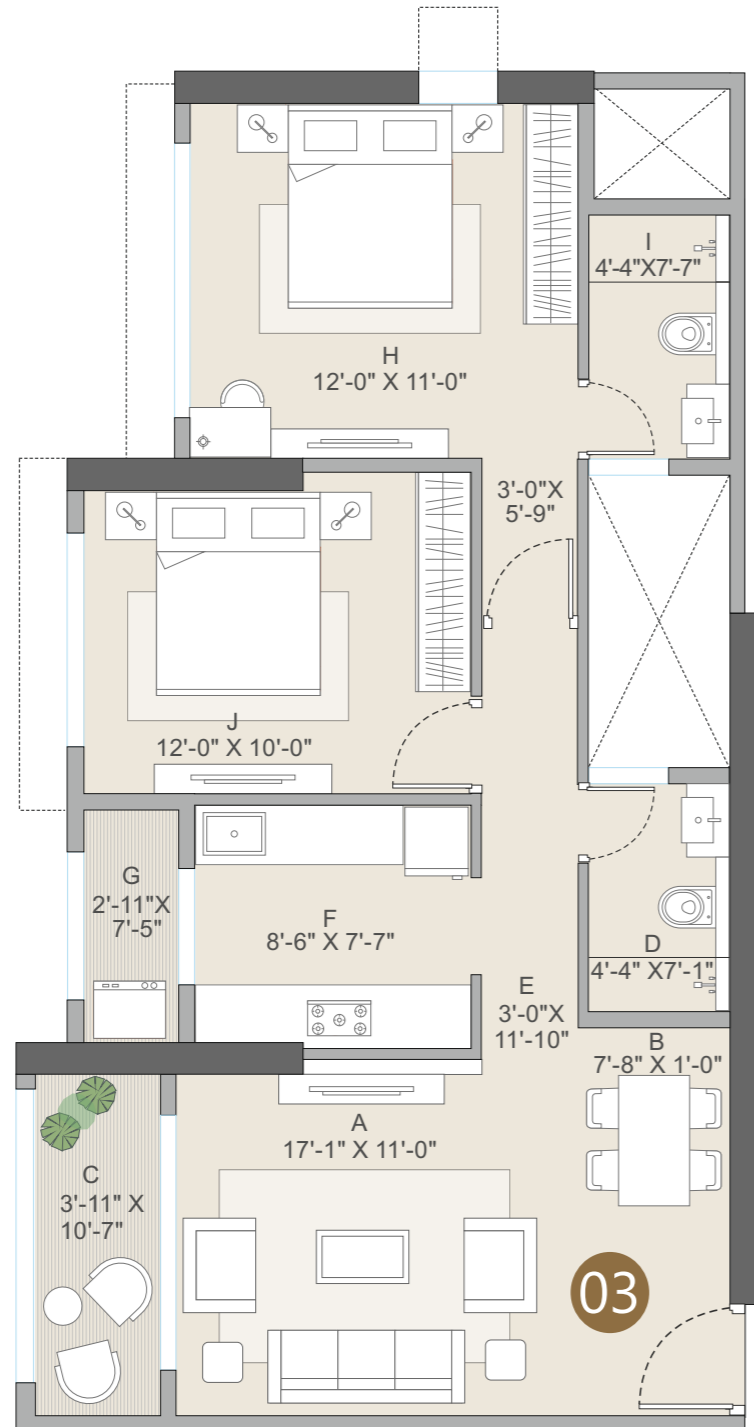 I
4'-4"X7'-7"
H
12'-0" X 11'-0"
3'-0"X
5'-9"
J
12'-0" X 10'-0"
G
2'-11"X
7'-5"
F
8'-6" X 7'-7"
D
4'-4" X7'-1"
E
3'-0"X
11'-10"
B
7'-8" X 1'-0"
A
17'-1" X 11'-0"
C
3'-11" X
10'-7"
03